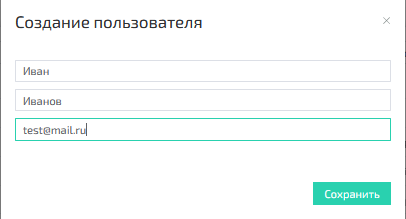 Создание пользователя
Иван
Иванов
test@mail.ru
Сохранить